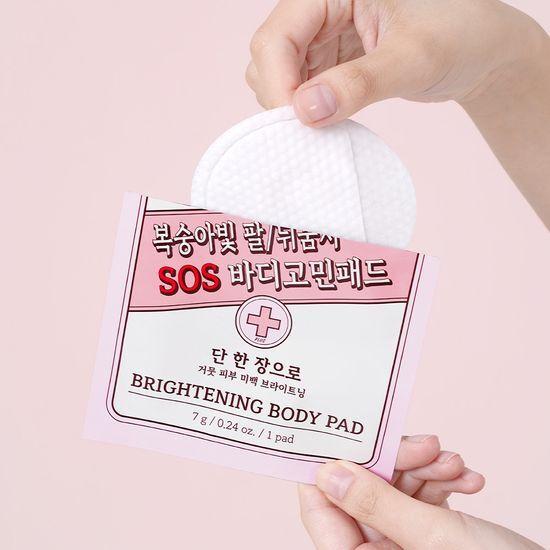 복숭아빛 팔/뒤꿈치
SOS 바디고민패드
단 한 장으로
거뭇 피부 미백 브라이트닝
BRIGHTENING BODY PAD
7 g / 0.24 oz. / 1 pad